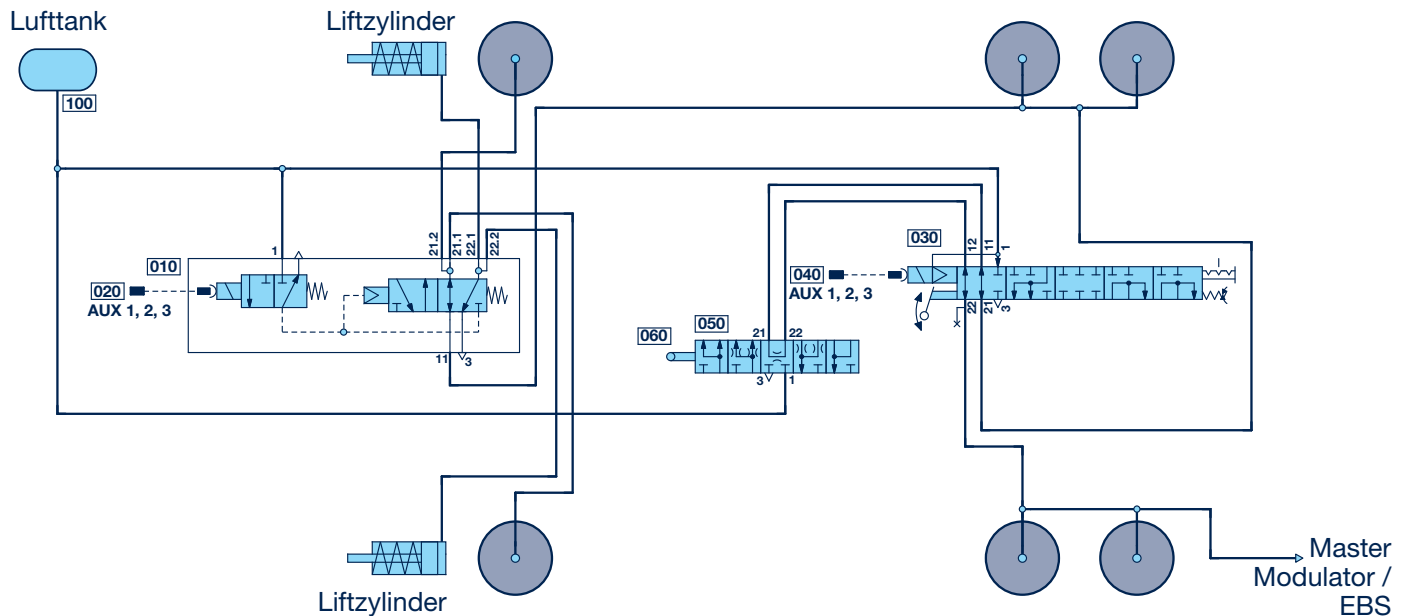 Lufttank
Liftzylinder
100
21.2
21.1
22.1
22.2
1
010
020
AUX 1, 2, 3
11
3
030
12
11
1
040
AUX 1, 2, 3
I
22
21
3
060
050
21
22
3
1
Liftzylinder
Master
Modulator /
EBS